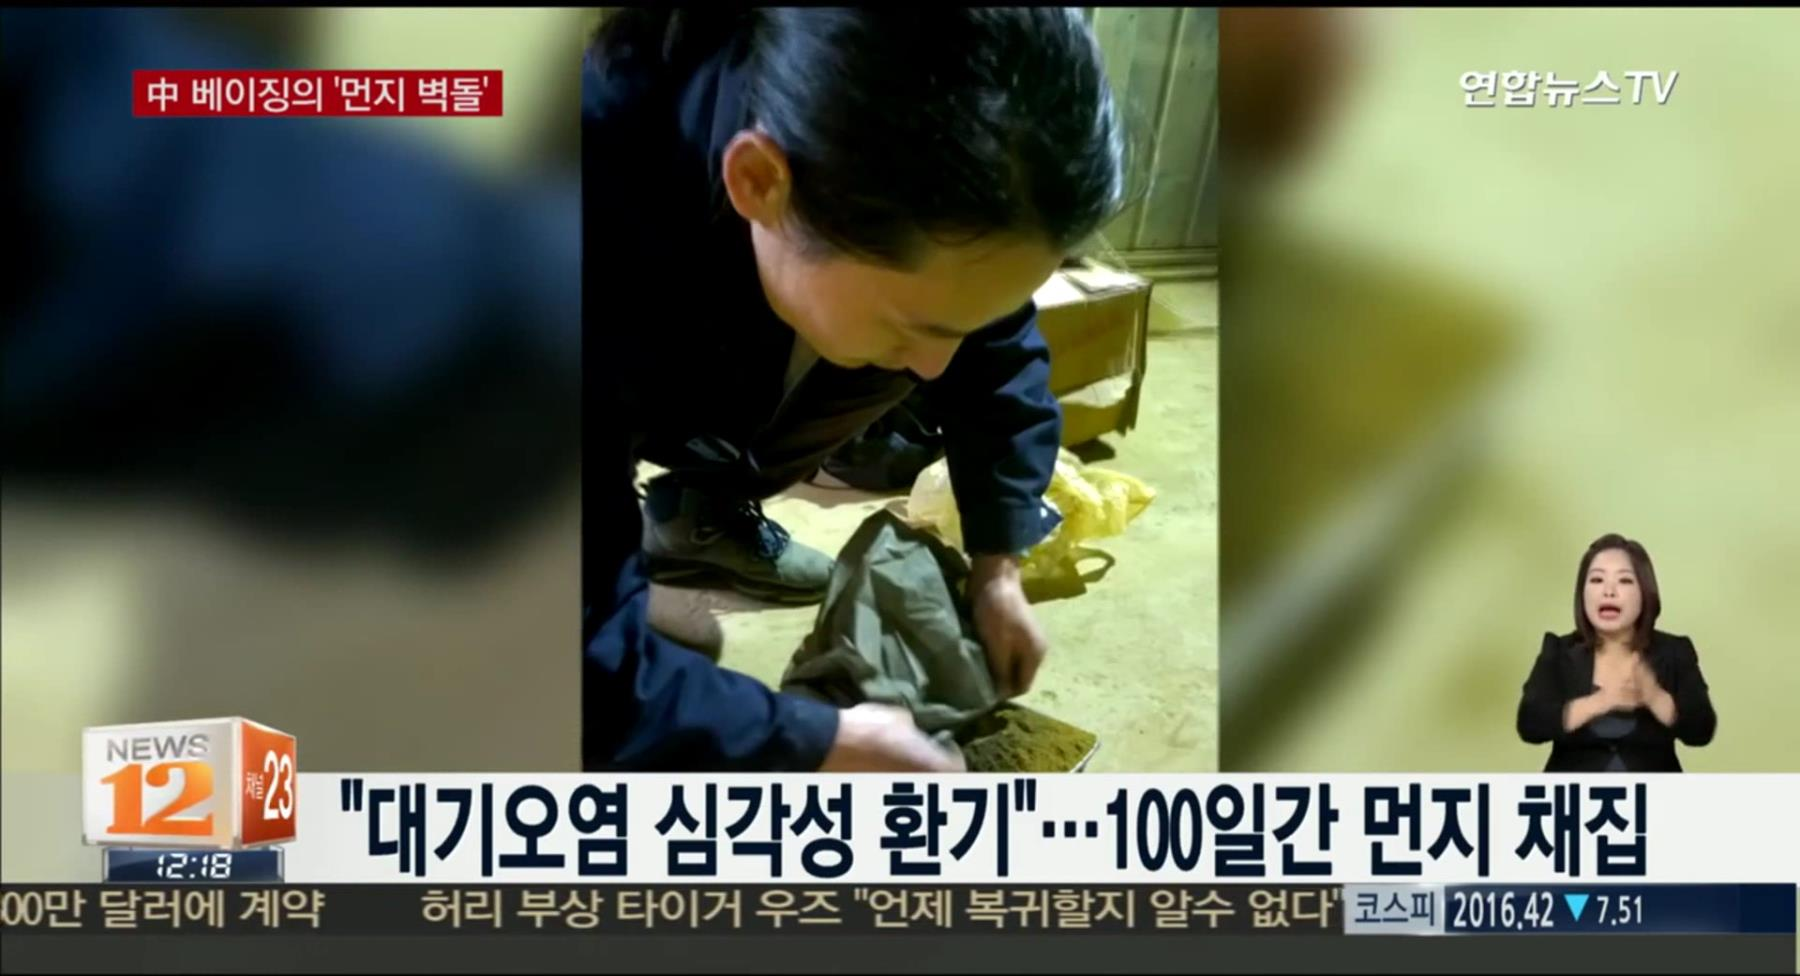 中 베이징의 '먼지 벽돌'
연합뉴스TV
NEWS
12
채널 23
12:18
"대기오염 심각성 환기"…100일간 먼지 채집
00만 달러에 계약
허리 부상 타이거 우즈 "언제 복귀할지 알수 없다"
코스피 2016.42 ▼ 7.51